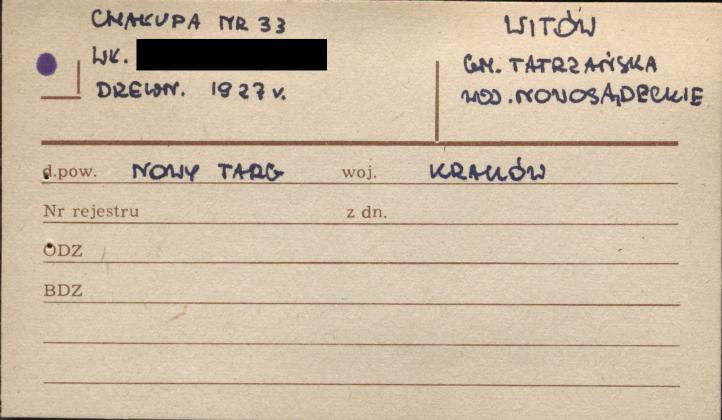 CHAŁUPA NR 33
WŁ.
DREWN. 1927 r.
WITÓW
GM. TATRZAŃSKA
WOJ. NOWOSĄDECKIE
d.pow. NOWY TARG woj. KRAKÓW
Nr rejestru z dn.
ODZ
BDZ